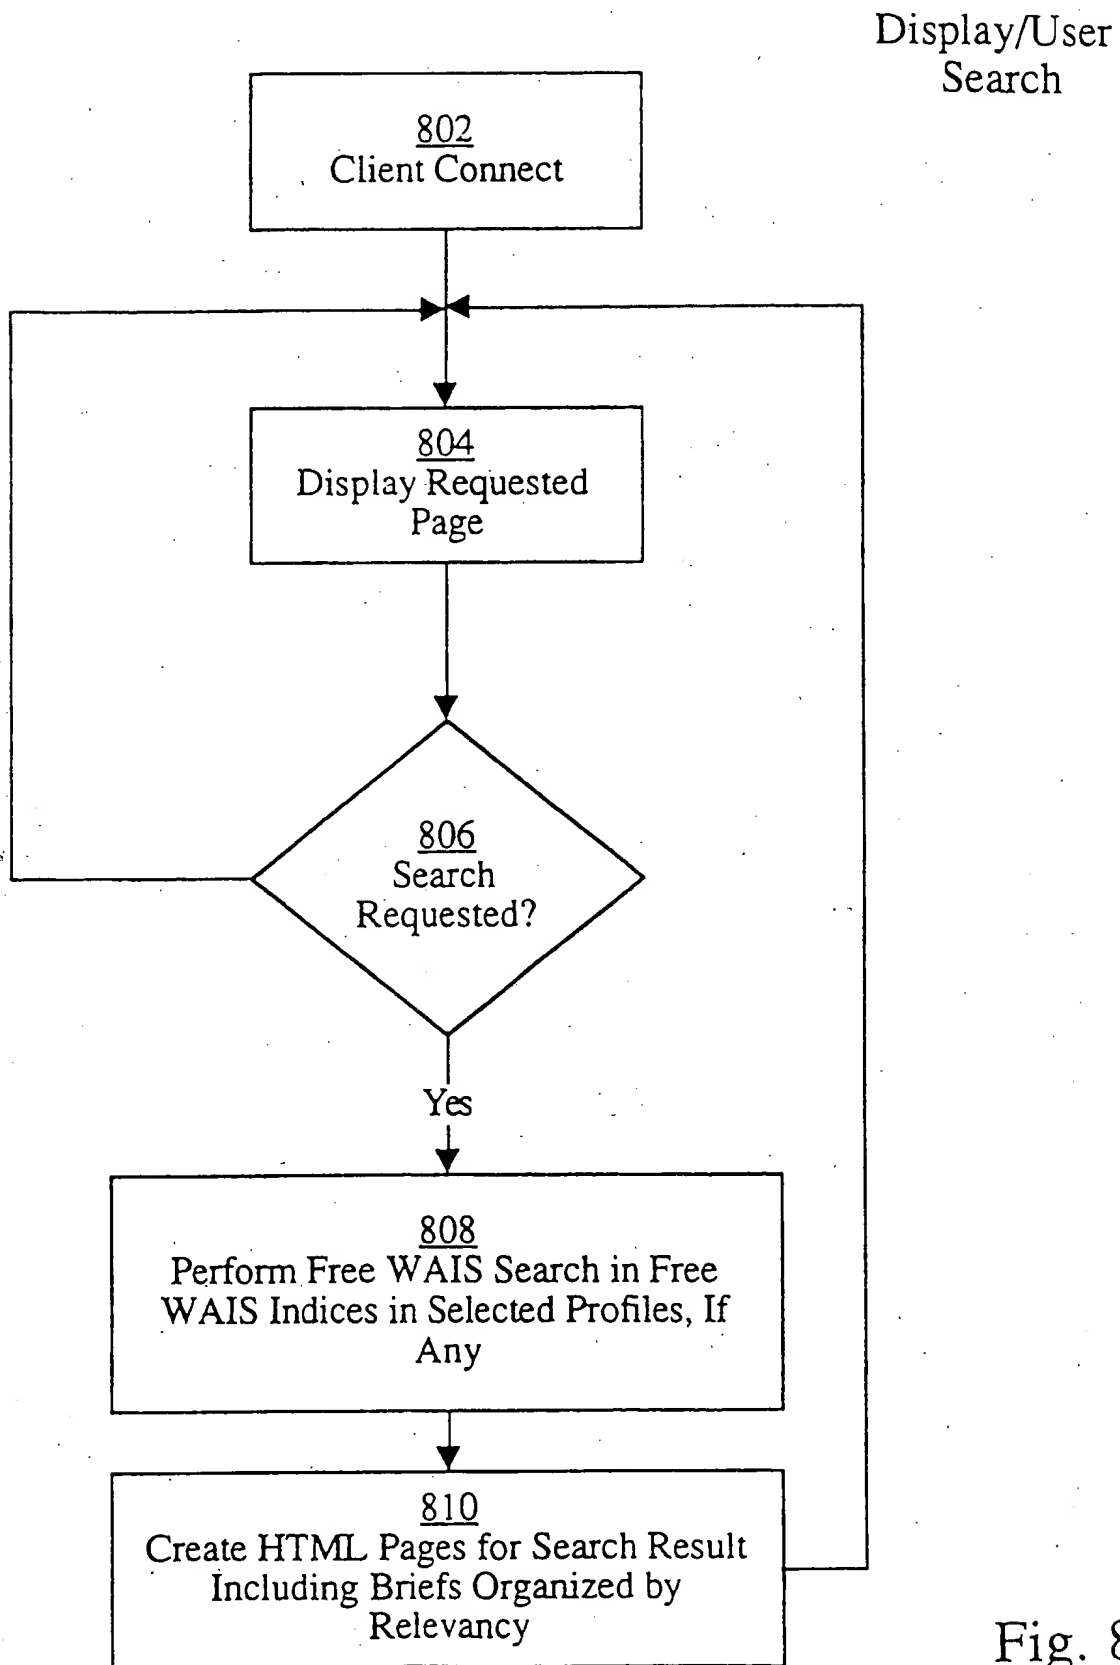 Display/User
Search
802
Client Connect
804
Display Requested
Page
806
Search
Requested?
Yes
808
Perform Free WAIS Search in Free
WAIS Indices in Selected Profiles, If
Any
810
Create HTML Pages for Search Result
Including Briefs Organized by
Relevancy
Fig. 8